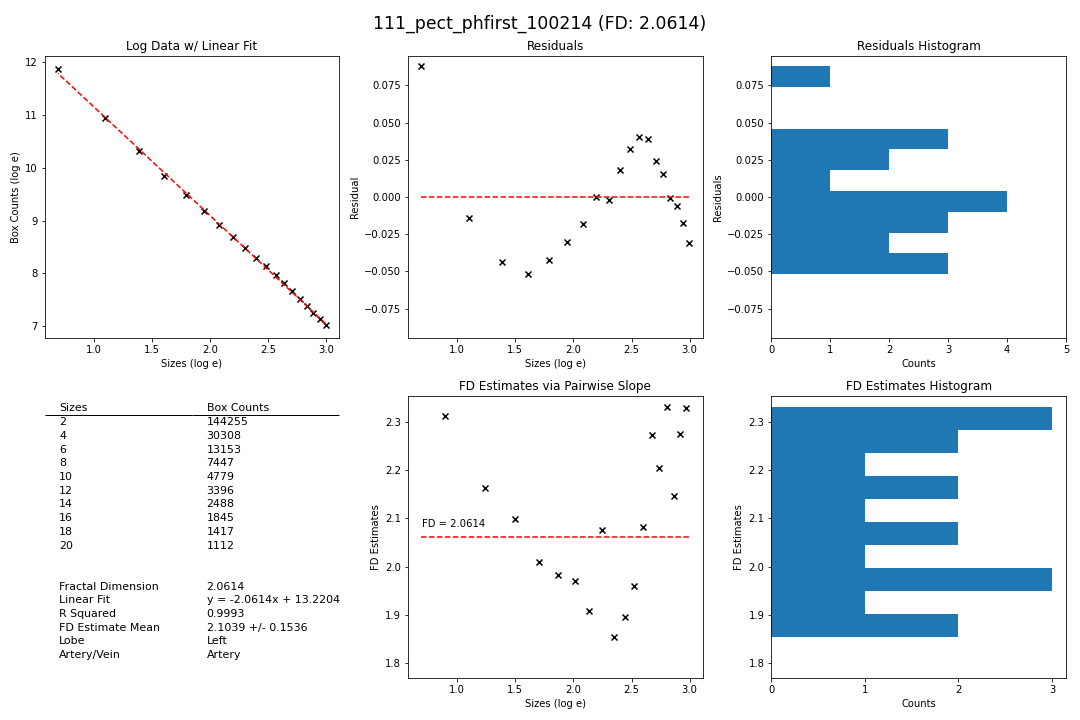 111_pect_phfirst_100214 (FD: 2.0614)
Log Data w/ Linear Fit
12
11
10
9
8
7
Box Counts (log e)
1.0 1.5 2.0 2.5 3.0
Sizes (log e)
Residuals
0.075
0.050
0.025
0.000
−0.025
−0.050
−0.075
Residual
1.0 1.5 2.0 2.5 3.0
Sizes (log e)
Residuals Histogram
0.075
0.050
0.025
0.000
−0.025
−0.050
−0.075
Residuals
0 1 2 3 4 5
Counts
Sizes Box Counts
2 144255
4 30308
6 13153
8 7447
10 4779
12 3396
14 2488
16 1845
18 1417
20 1112
Fractal Dimension 2.0614
Linear Fit y = -2.0614x + 13.2204
R Squared 0.9993
FD Estimate Mean 2.1039 +/- 0.1536
Lobe Left
Artery/Vein Artery
FD Estimates via Pairwise Slope
2.3
2.2
2.1
2.0
1.9
1.8
FD Estimates
FD = 2.0614
1.0 1.5 2.0 2.5 3.0
Sizes (log e)
FD Estimates Histogram
2.3
2.2
2.1
2.0
1.9
1.8
FD Estimates
0 1 2 3
Counts